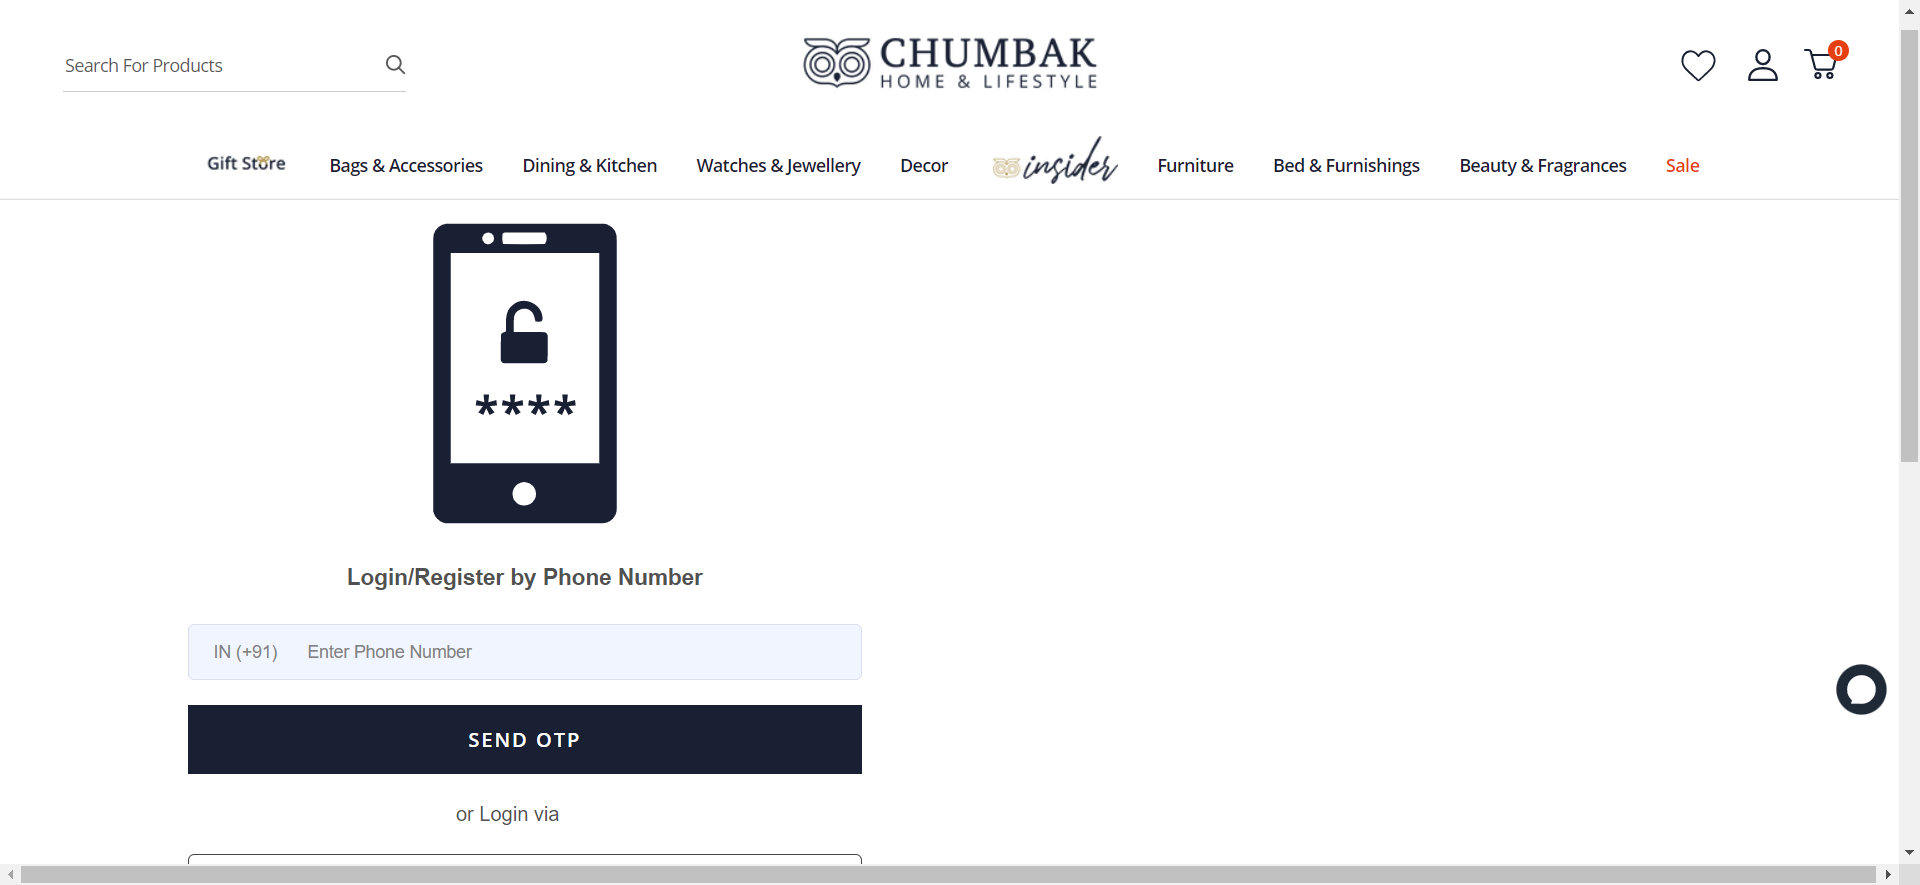 Search For Products
CHUMBAK
HOME & LIFESTYLE
0
Gift Store
Bags & Accessories
Dining & Kitchen
Watches & Jewellery
Decor
insider
Furniture
Bed & Furnishings
Beauty & Fragrances
Sale
****
Login/Register by Phone Number
IN (+91) Enter Phone Number
SEND OTP
or Login via